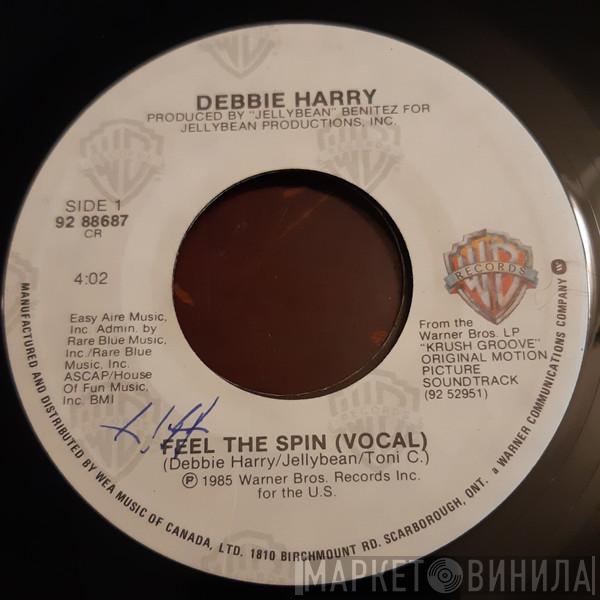 DEBBIE HARRY
PRODUCED BY "JELLYBEAN" BENITEZ FOR
JELLYBEAN PRODUCTIONS, INC.
SIDE 1
92 88687
CR
4:02
Easy Aire Music,
Inc. Admin. by
Rare Blue Music,
Inc./Rare Blue
Music, Inc.
ASCAP/House
Of Fun Music,
Inc. BMI
RECORDS
From the
Warner Bros. LP
"KRUSH GROOVE"
ORIGINAL MOTION
PICTURE
SOUNDTRACK
(92 52951)
FEEL THE SPIN (VOCAL)
(Debbie Harry/Jellybean/Toni C.)
Ⓟ 1985 Warner Bros. Records Inc.
for the U.S.
MANUFACTURED AND DISTRIBUTED BY WEA MUSIC OF CANADA, LTD. 1810 BIRCHMOUNT RD. SCARBOROUGH, ONT. a WARNER COMMUNICATIONS COMPANY
МАРКЕТ ВИНИЛА